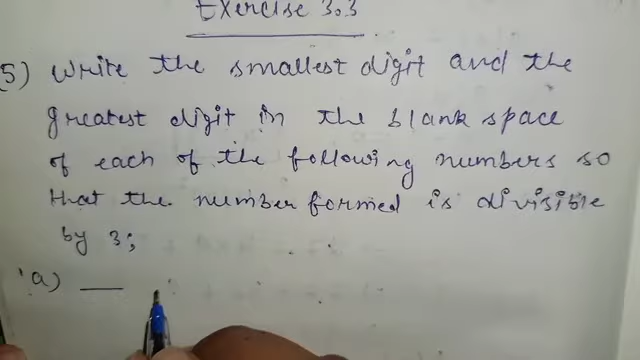 Exercise 3.3
5) Write the smallest digit and the
greatest digit in the blank space
of each of the following numbers so
that the number formed is divisible
by 3;
a) __